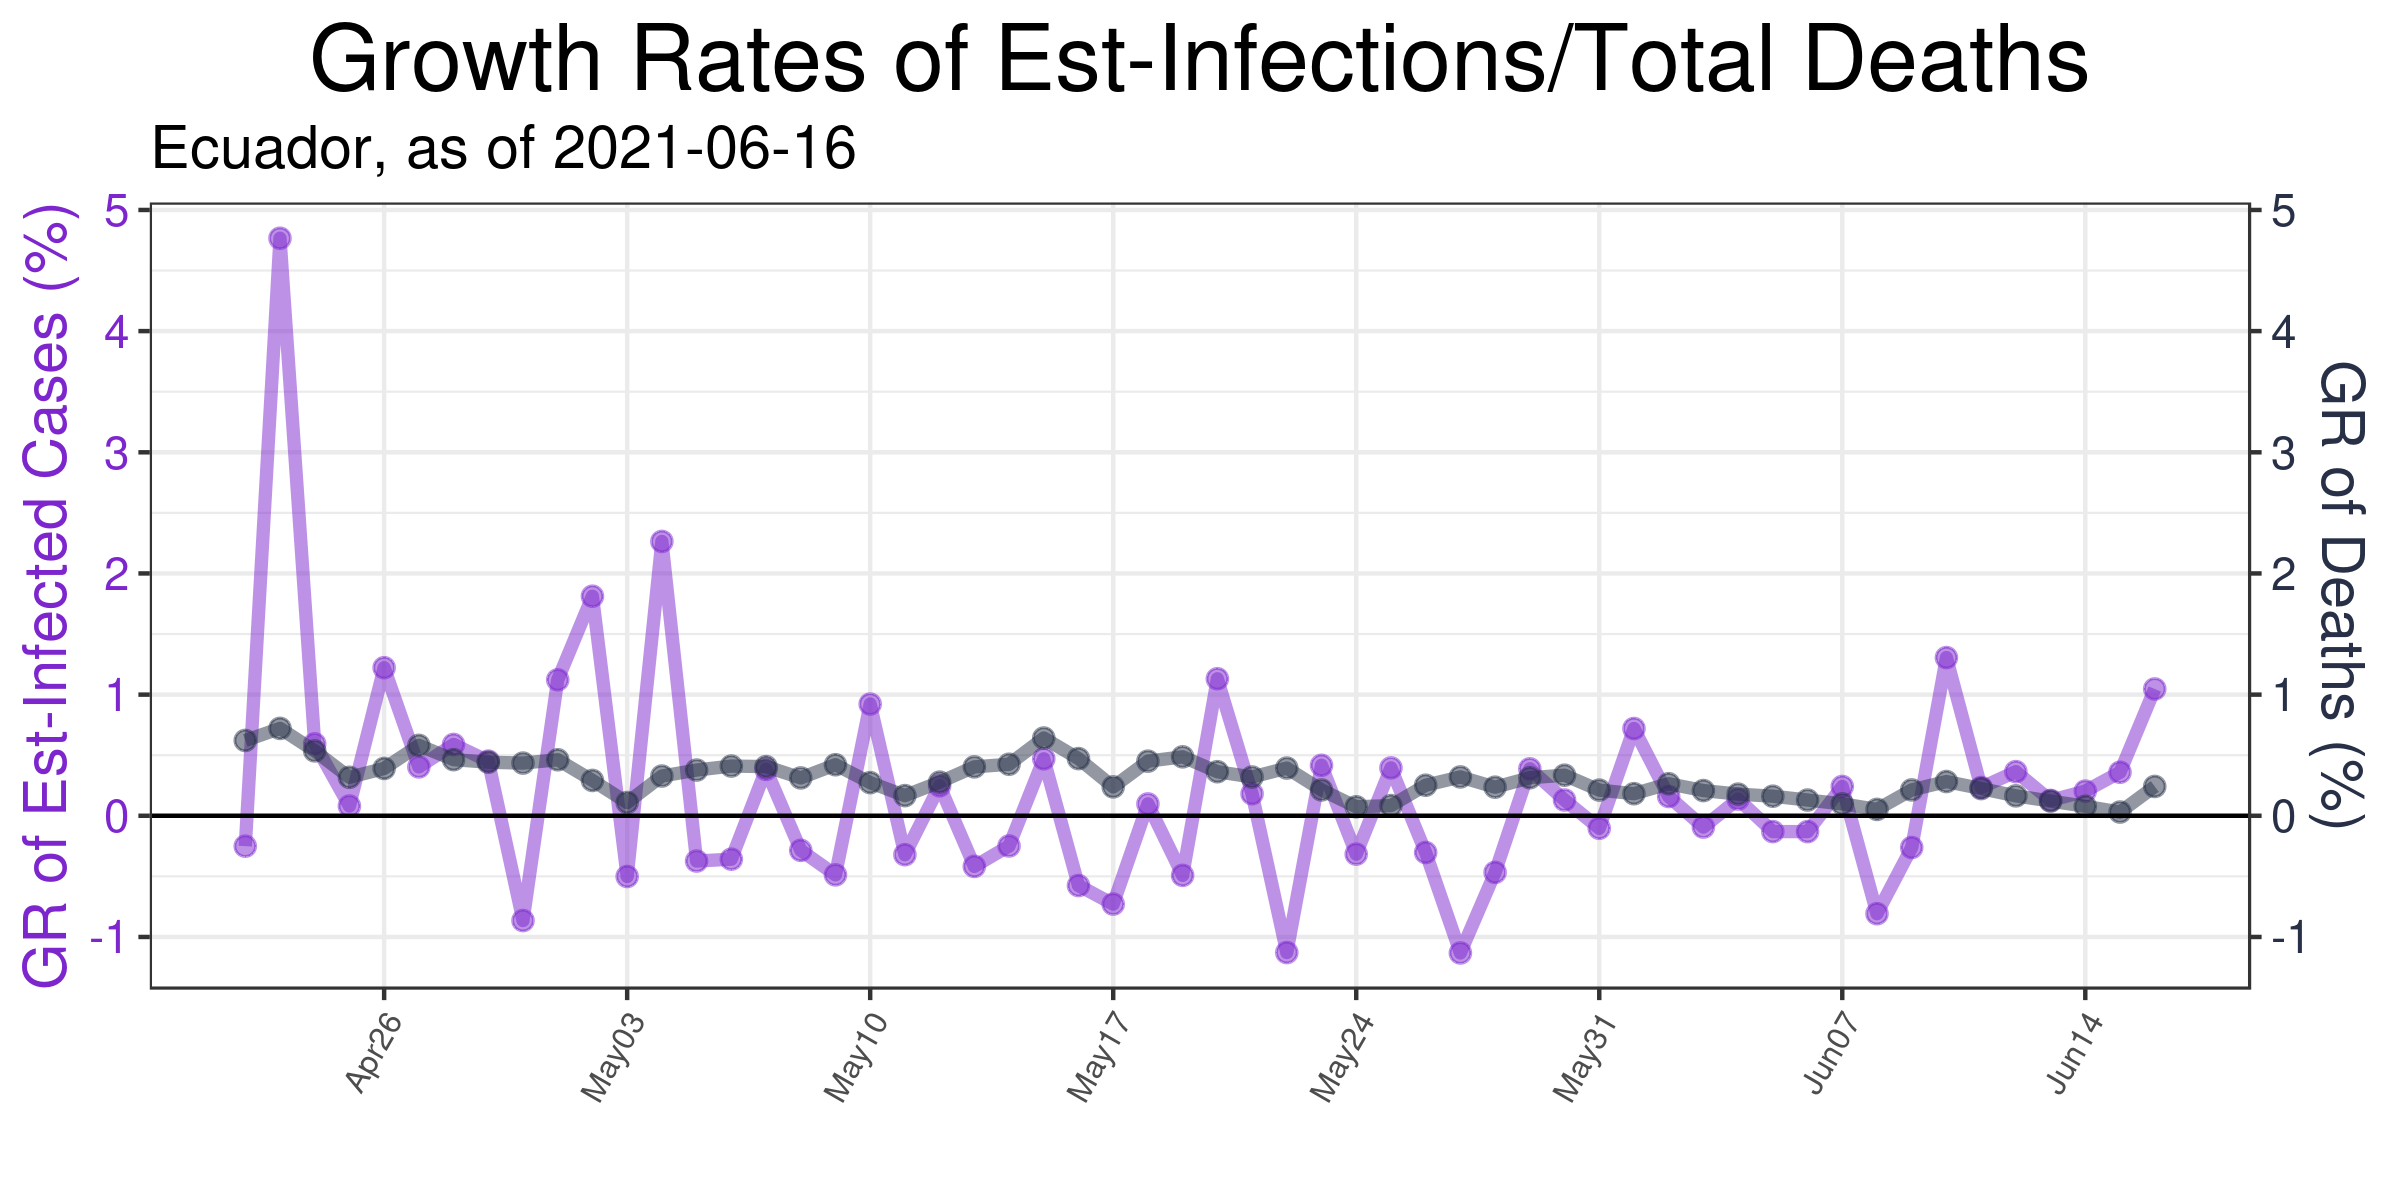 Growth Rates of Est-Infections/Total Deaths
Ecuador, as of 2021-06-16
GR of Est-Infected Cases (%)
5
4
3
2
1
0
-1
5
4
3
2
1
0
-1
GR of Deaths (%)
Apr26
May03
May10
May17
May24
May31
Jun07
Jun14